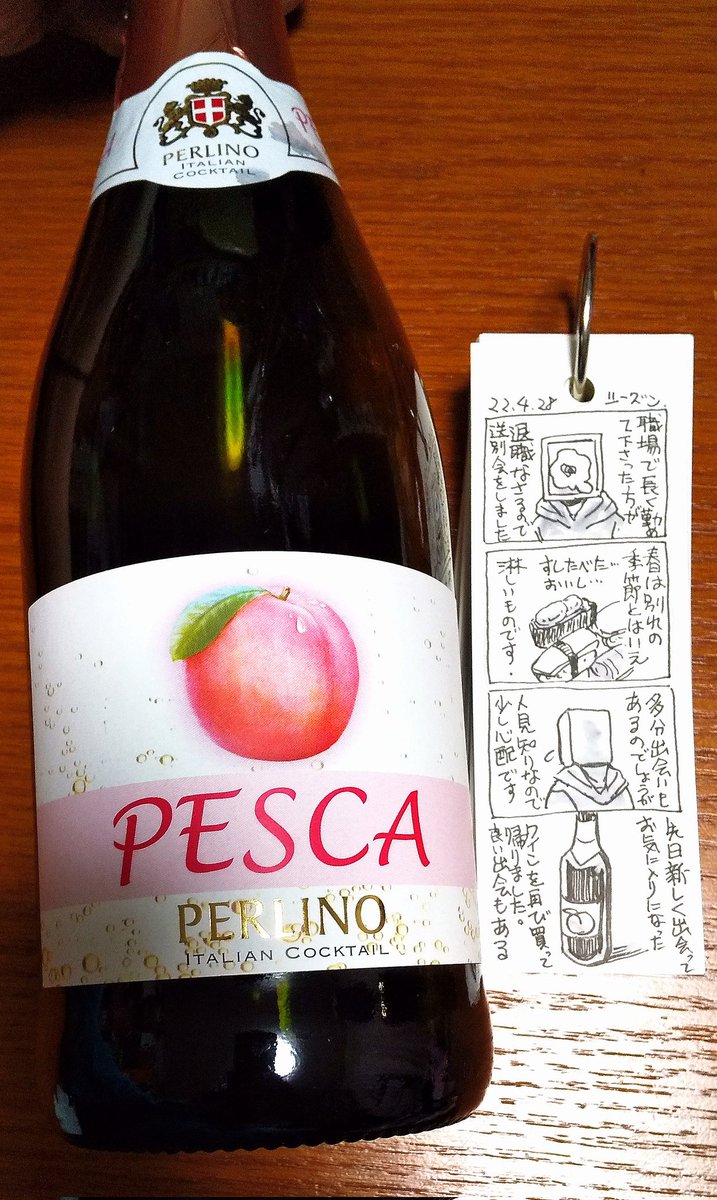 PERLINO
ITALIAN
COCKTAIL
PESCA
PERLINO
ITALIAN COCKTAIL
22.4.28
シーズン
職場で長く勤め
て下さった方が
退職なさるので
送別会をしました
春は別れの
季節とはいえ
すしたべた…
おいし…
淋しいものです.
多分出会いも
あるのでしょうが
人見知りなので
少し心配です
先日新しく出会って
お気に入りになった
ワインを再び買って
帰りました。
良い出会いもある